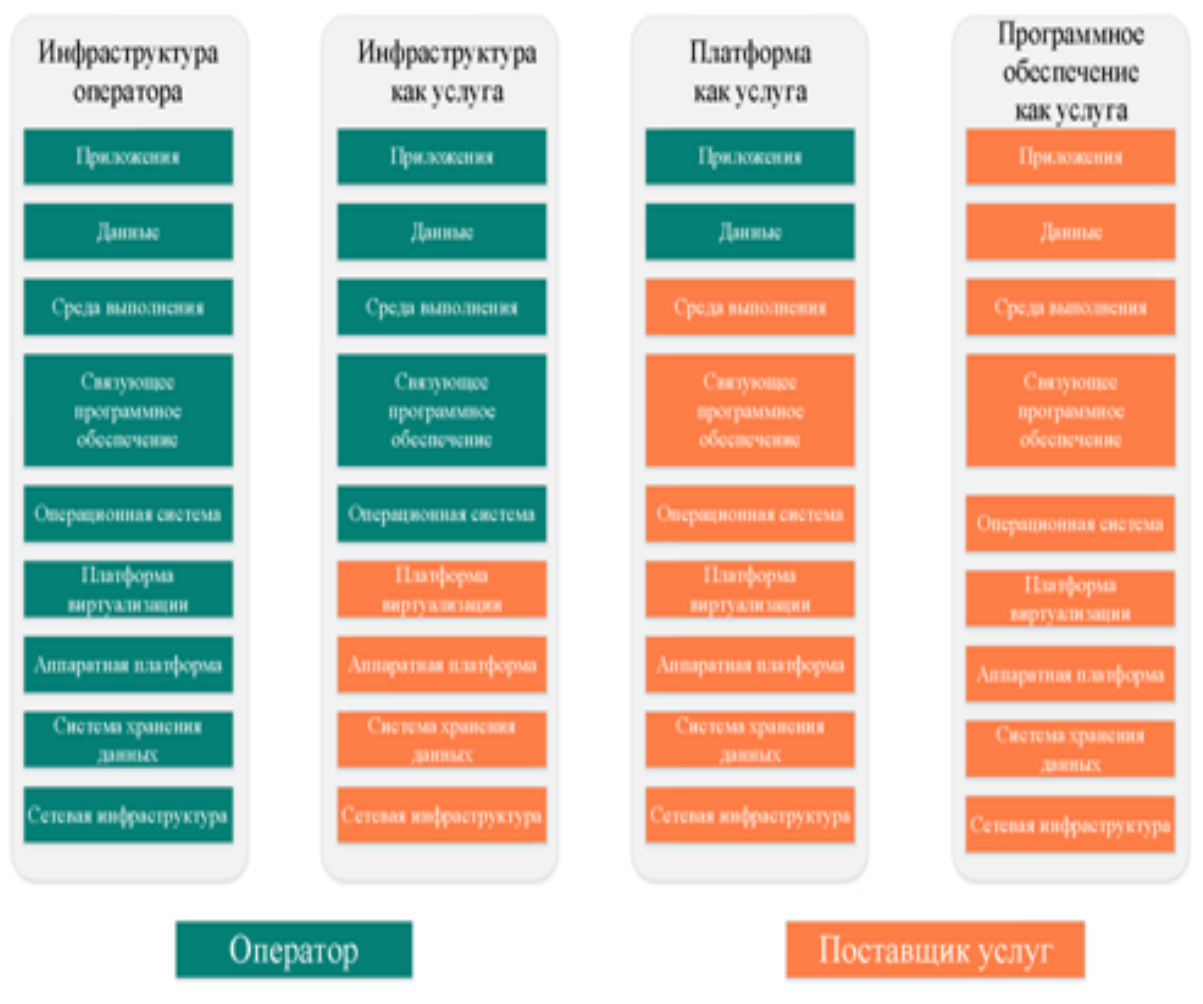 Инфраструктура
оператора
Приложения
Данные
Среда выполнения
Связующее
программное
обеспечение
Операционная система
Платформа
виртуализации
Аппаратная платформа
Система хранения
данных
Сетевая инфраструктура
Инфраструктура
как услуга
Приложения
Данные
Среда выполнения
Связующее
программное
обеспечение
Операционная система
Платформа
виртуализации
Аппаратная платформа
Система хранения
данных
Сетевая инфраструктура
Платформа
как услуга
Приложения
Данные
Среда выполнения
Связующее
программное
обеспечение
Операционная система
Платформа
виртуализации
Аппаратная платформа
Система хранения
данных
Сетевая инфраструктура
Программное
обеспечение
как услуга
Приложения
Данные
Среда выполнения
Связующее
программное
обеспечение
Операционная система
Платформа
виртуализации
Аппаратная платформа
Система хранения
данных
Сетевая инфраструктура
Оператор
Поставщик услуг